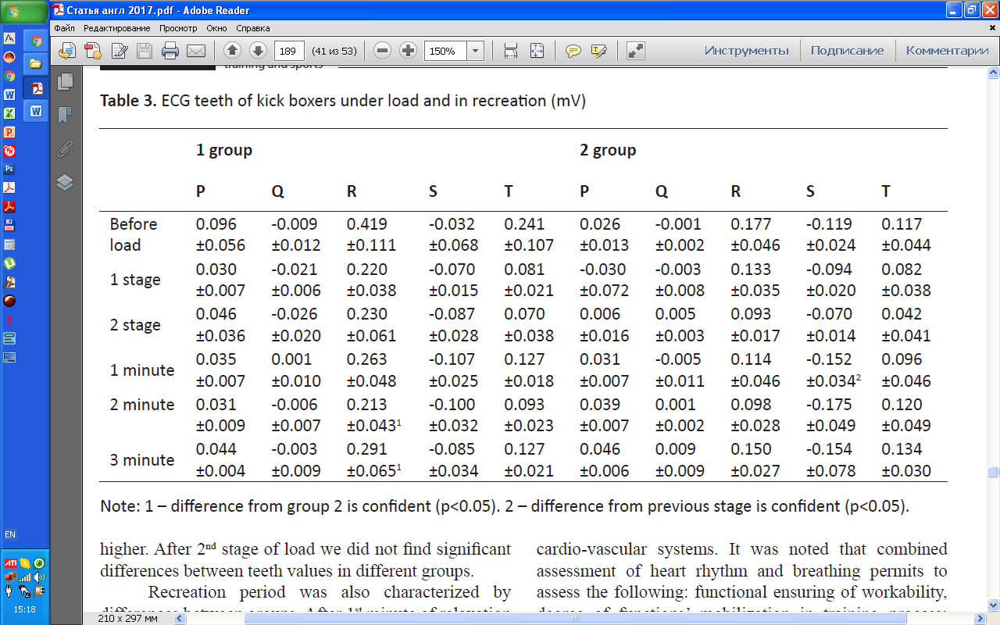 Статья англ 2017.pdf - Adobe Reader
Файл Редактирование Просмотр Окно Справка
189 (41 из 53) 150% Инструменты Подписание Комментарии
training and sports
Table 3. ECG teeth of kick boxers under load and in recreation (mV)
1 group 2 group
P Q R S T P Q R S T
Before 0.096 -0.009 0.419 -0.032 0.241 0.026 -0.001 0.177 -0.119 0.117
load ±0.056 ±0.012 ±0.111 ±0.068 ±0.107 ±0.013 ±0.002 ±0.046 ±0.024 ±0.044
1 stage 0.030 -0.021 0.220 -0.070 0.081 -0.030 -0.003 0.133 -0.094 0.082
±0.007 ±0.006 ±0.038 ±0.015 ±0.021 ±0.072 ±0.008 ±0.035 ±0.020 ±0.038
2 stage 0.046 -0.026 0.230 -0.087 0.070 0.006 0.005 0.093 -0.070 0.042
±0.036 ±0.020 ±0.061 ±0.028 ±0.038 ±0.016 ±0.003 ±0.017 ±0.014 ±0.041
1 minute 0.035 0.001 0.263 -0.107 0.127 0.031 -0.005 0.114 -0.152 0.096
±0.007 ±0.010 ±0.048 ±0.025 ±0.018 ±0.007 ±0.011 ±0.046 ±0.034² ±0.046
2 minute 0.031 -0.006 0.213 -0.100 0.093 0.039 0.001 0.098 -0.175 0.120
±0.009 ±0.007 ±0.043¹ ±0.032 ±0.023 ±0.007 ±0.002 ±0.028 ±0.049 ±0.049
3 minute 0.044 -0.003 0.291 -0.085 0.127 0.046 0.009 0.150 -0.154 0.134
±0.004 ±0.009 ±0.065¹ ±0.034 ±0.021 ±0.006 ±0.009 ±0.027 ±0.078 ±0.030
Note: 1 – difference from group 2 is confident (p<0.05). 2 – difference from previous stage is confident (p<0.05).
higher. After 2nd stage of load we did not find significant
differences between teeth values in different groups.
Recreation period was also characterized by
differences between groups. After 1st minute of relaxation
cardio-vascular systems. It was noted that combined
assessment of heart rhythm and breathing permits to
assess the following: functional ensuring of workability,
of functions' mobilization in training process;
210 x 297 мм
EN
ATI
15:18
Ps